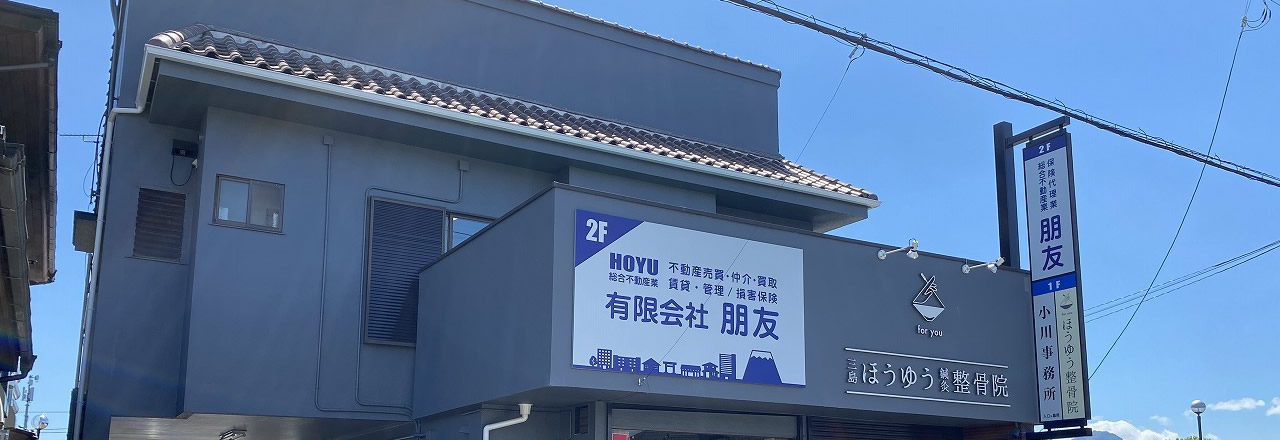 2F
HOYU
総合不動産業
不動産売買・仲介・買取
賃貸・管理/損害保険
有限会社 朋友
for you
三島 ほうゆう 鍼灸 整骨院
2F
保険代理業
総合不動産業
朋友
1F
ほうゆう整骨院
小川事務所